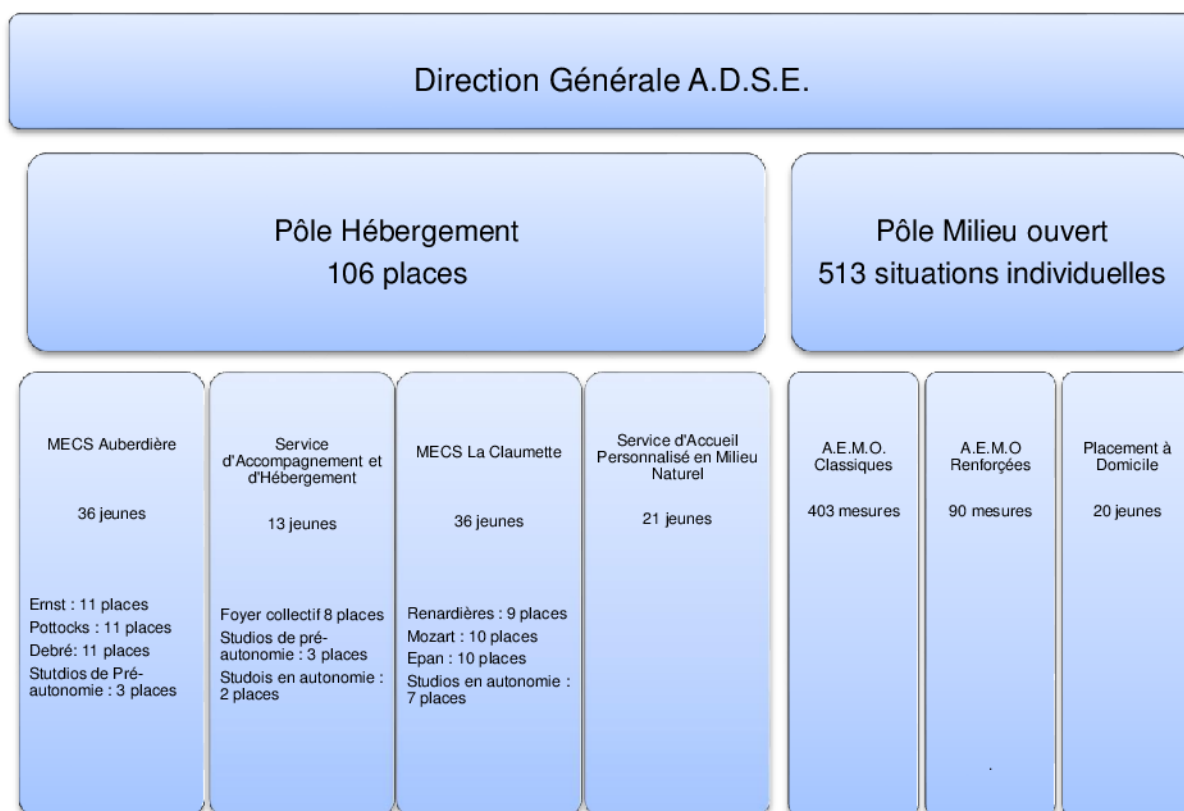 Direction Générale A.D.S.E.
Pôle Hébergement
106 places
Pôle Milieu ouvert
513 situations individuelles
MECS Auberdière
36 jeunes
Ernst : 11 places
Pottocks : 11 places
Debré: 11 places
Stutdios de Pré-
autonomie : 3 places
Service
d'Accompagnement et
d'Hébergement
13 jeunes
Foyer collectif 8 places
Studios de pré-
autonomie : 3 places
Studois en autonomie :
2 places
MECS La Claumette
36 jeunes
Renardières : 9 places
Mozart : 10 places
Epan : 10 places
Studios en autonomie :
7 places
Service d'Accueil
Personnalisé en Milieu
Naturel
21 jeunes
A.E.M.O.
Classiques
403 mesures
A.E.M.O
Renforçées
90 mesures
.
Placement à
Domicile
20 jeunes